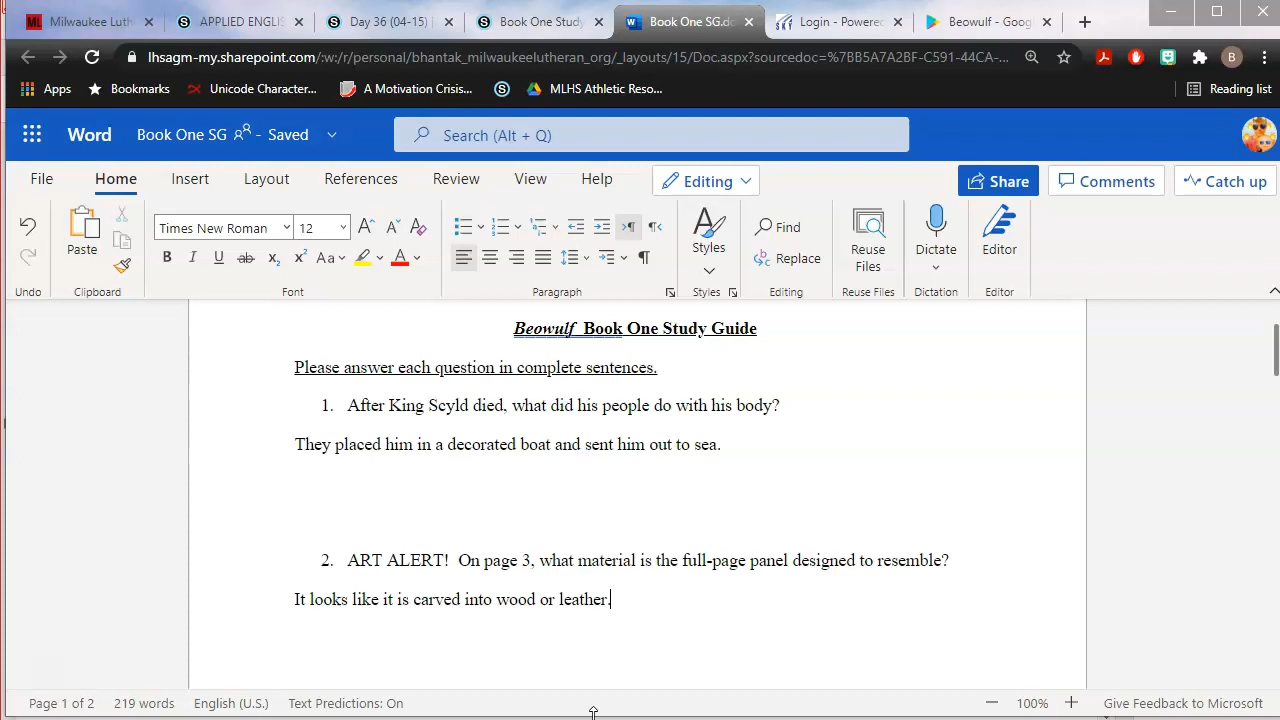 Milwaukee Luth
APPLIED ENGLIS
Day 36 (04-15) |
Book One Study
Book One SG.do
Login - Powered
Beowulf - Goog
lhsagm-my.sharepoint.com/:w:/r/personal/bhantak_milwaukeelutheran_org/_layouts/15/Doc.aspx?sourcedoc=%7BB5A7A2BF-C591-44CA-...
B
Apps
Bookmarks
Unicode Character...
A Motivation Crisis...
MLHS Athletic Reso...
Reading list
Word
Book One SG
- Saved
Search (Alt + Q)
File
Home
Insert
Layout
References
Review
View
Help
Editing
Share
Comments
Catch up
Paste
Times New Roman
12
B
I
U
ab
Aa
Styles
Find
Replace
Reuse
Files
Dictate
Editor
Undo
Clipboard
Font
Paragraph
Styles
Editing
Reuse Files
Dictation
Editor
Beowulf Book One Study Guide
Please answer each question in complete sentences.
1. After King Scyld died, what did his people do with his body?
They placed him in a decorated boat and sent him out to sea.
2. ART ALERT! On page 3, what material is the full-page panel designed to resemble?
It looks like it is carved into wood or leather.
Page 1 of 2
219 words
English (U.S.)
Text Predictions: On
100%
Give Feedback to Microsoft